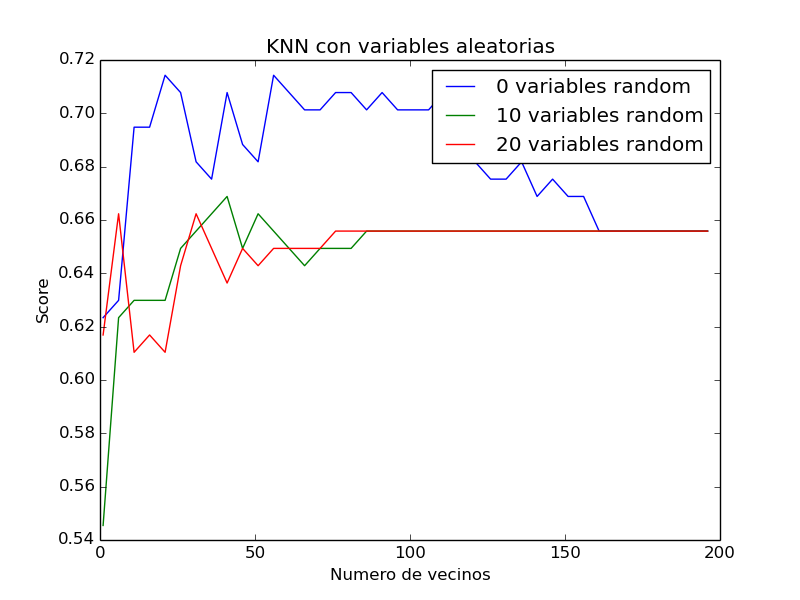 KNN con variables aleatorias
0.72
0.70
0.68
0.66
0.64
0.62
0.60
0.58
0.56
0.54
Score
0 variables random
10 variables random
20 variables random
0
50
100
150
200
Numero de vecinos